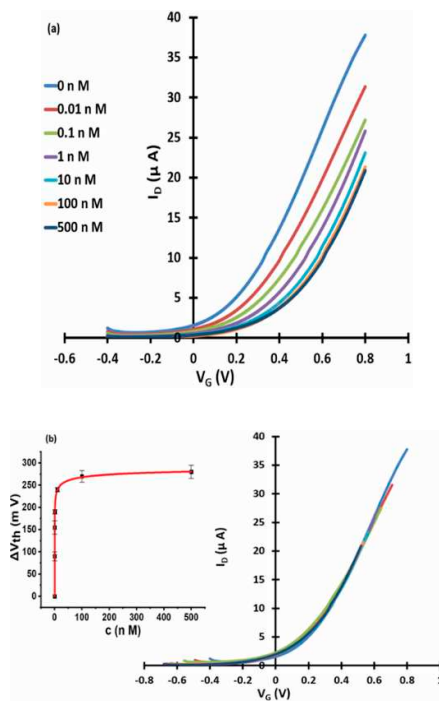 (a)
40
35
30
25
20
15
10
5
0
I_D (μ A)
0 n M
0.01 n M
0.1 n M
1 n M
10 n M
100 n M
500 n M
-0.6 -0.4 -0.2 0 0.2 0.4 0.6 0.8 1
V_G (V)
(b)
300
250
200
150
100
50
0
ΔV_th (m V)
0 100 200 300 400 500
c (n M)
40
35
30
25
20
15
10
5
0
I_D (μ A)
-0.8 -0.6 -0.4 -0.2 0 0.2 0.4 0.6 0.8 1
V_G (V)